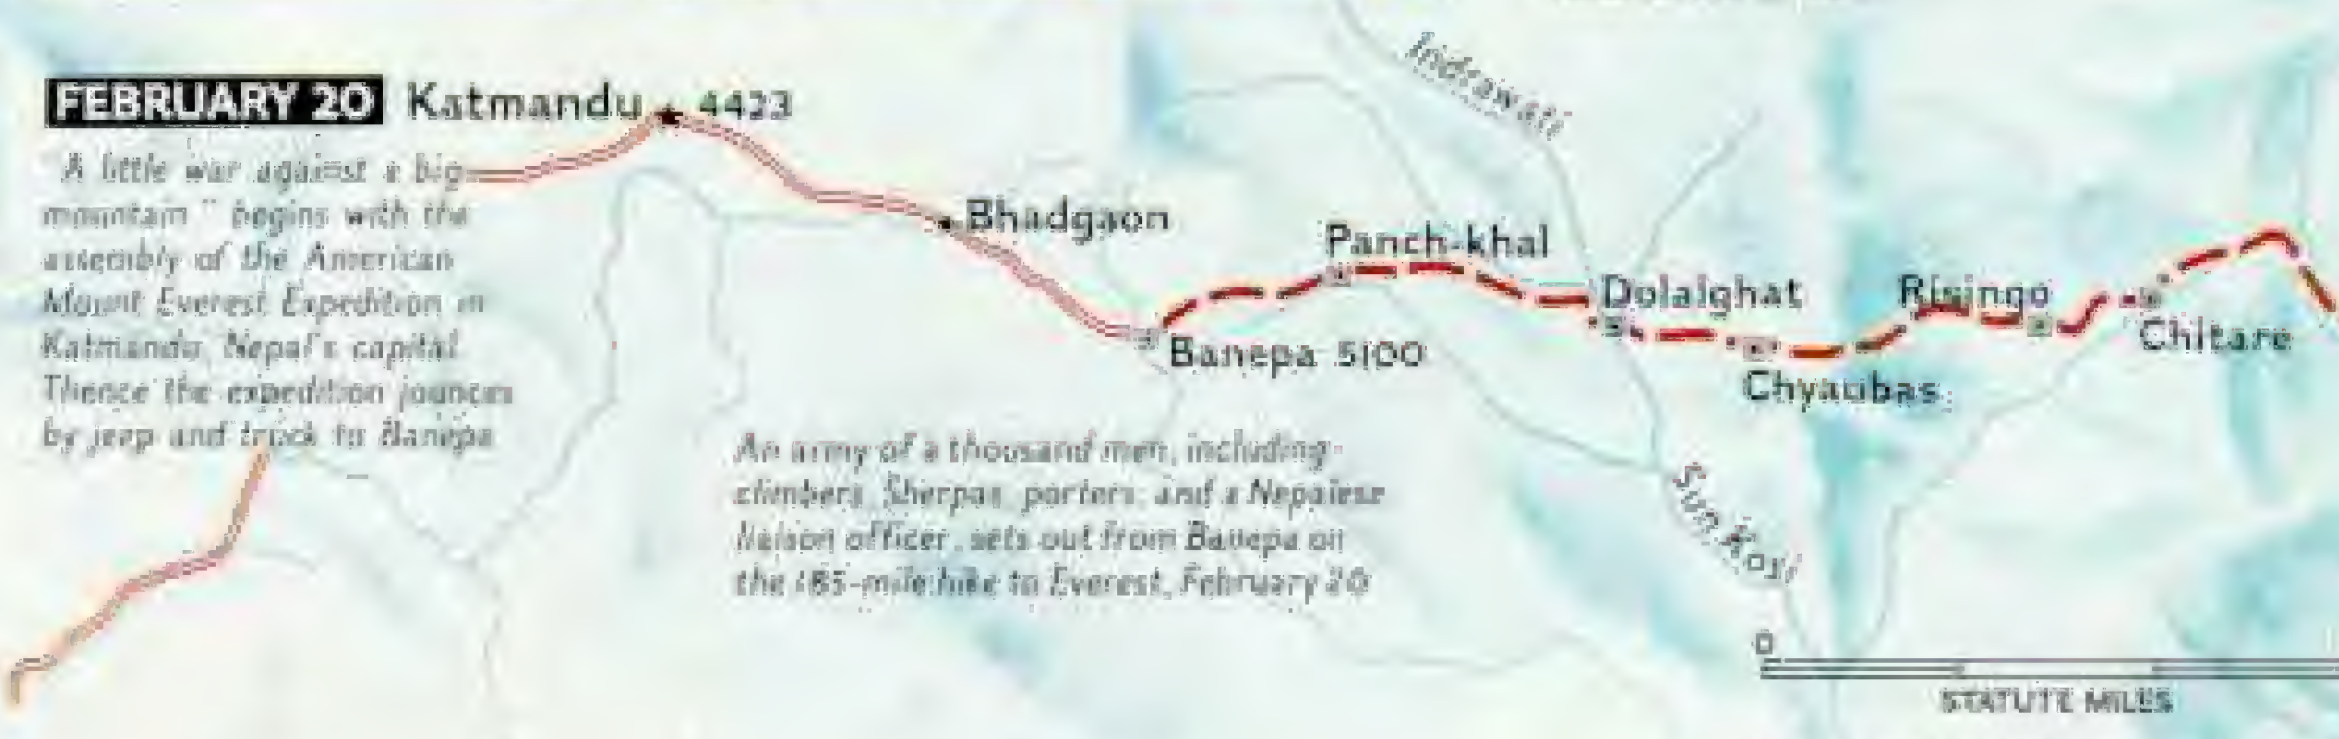 FEBRUARY 20 Katmandu 4423
"A little war against a big
mountain" begins with the
assembly of the American
Mount Everest Expedition in
Katmandu, Nepal's capital.
Thence the expedition jounces
by jeep and truck to Banepa
Bhadgaon
Banepa 5100
An army of a thousand men, including
climbers, Sherpas, porters, and a Nepalese
liaison officer, sets out from Banepa on
the 185-mile hike to Everest, February 20
Indrawati
Panch-khal
Dolalghat
Chyaubas
Risingo
Chitare
Sun Kosi
0
STATUTE MILES